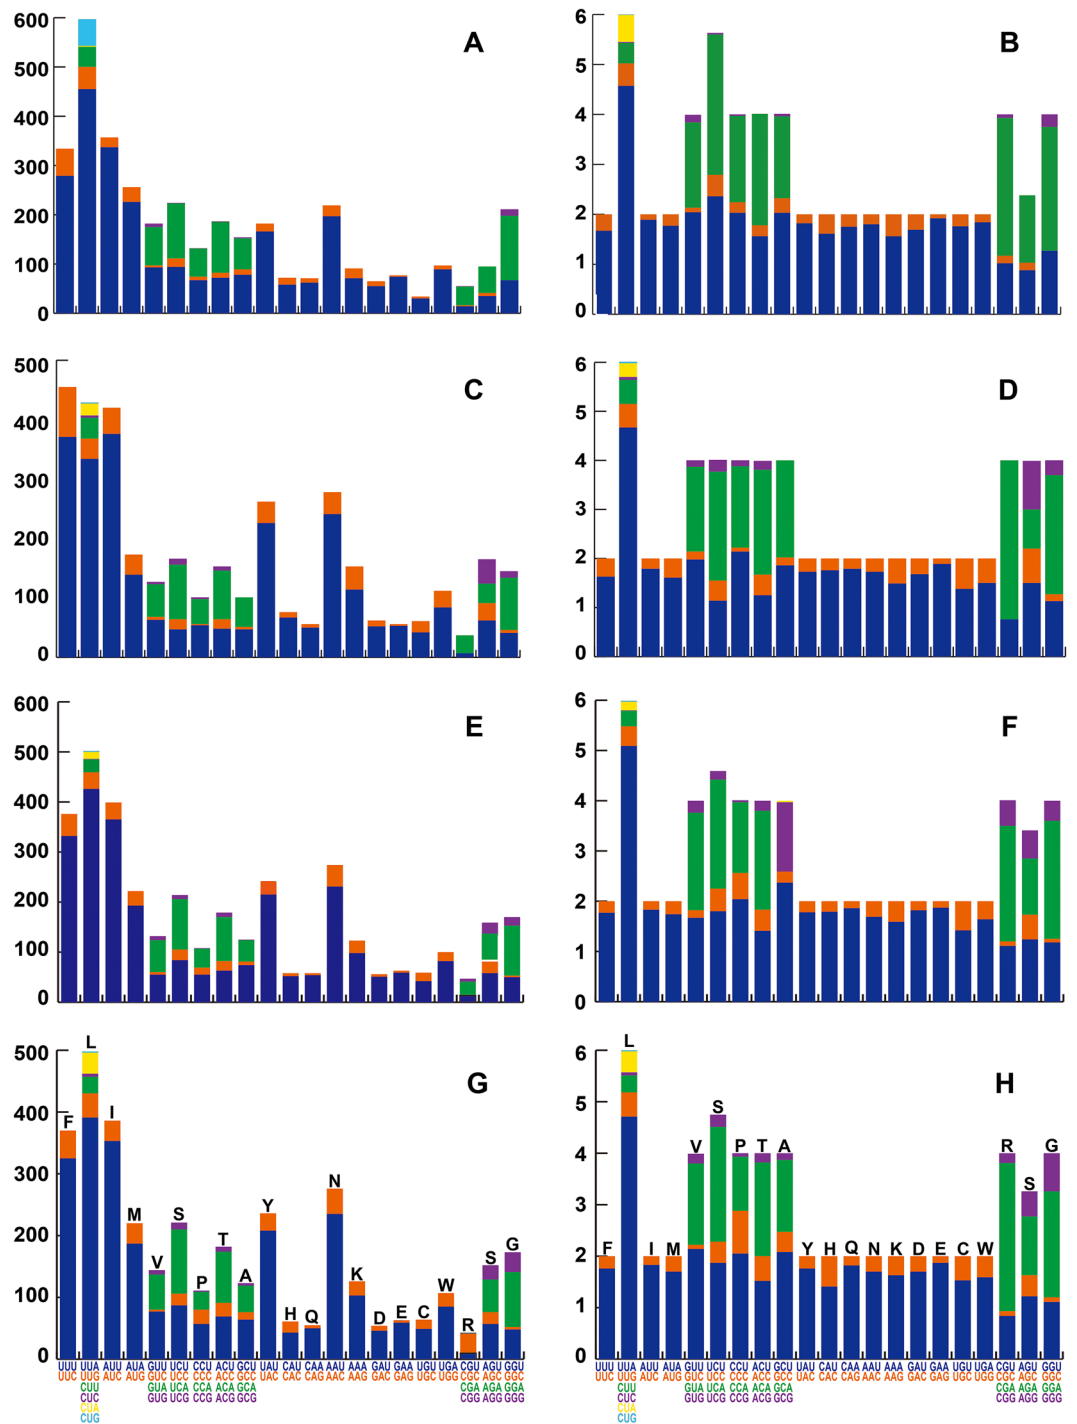 A
600
500
400
300
200
100
0
B
6
5
4
3
2
1
0
C
500
400
300
200
100
0
D
6
5
4
3
2
1
0
E
600
500
400
300
200
100
0
F
6
5
4
3
2
1
0
G
500
400
300
200
100
0
F L I M V S P T A Y H Q N K D E C W R S G
UUU UUA AUU AUA GUU UCU CCU ACU GCU UAU CAU CAA AAU AAA GAU GAA UGU UGA CGU AGU GGU
UUC UUG AUC AUG GUC UCC CCC ACC GCC UAC CAC CAG AAC AAG GAC GAG UGC UGG CGC AGC GGC
CUU GUA UCA CCA ACA GCA CGA AGA GGA
CUC GUG UCG CCG ACG GCG CGG AGG GGG
CUA
CUG
H
6
5
4
3
2
1
0
F L I M V S P T A Y H Q N K D E C W R S G
UUU UUA AUU AUA GUU UCU CCU ACU GCU UAU CAU CAA AAU AAA GAU GAA UGU UGA CGU AGU GGU
UUC UUG AUC AUG GUC UCC CCC ACC GCC UAC CAC CAG AAC AAG GAC GAG UGC UGG CGC AGC GGC
CUU GUA UCA CCA ACA GCA CGA AGA GGA
CUC GUG UCG CCG ACG GCG CGG AGG GGG
CUA
CUG